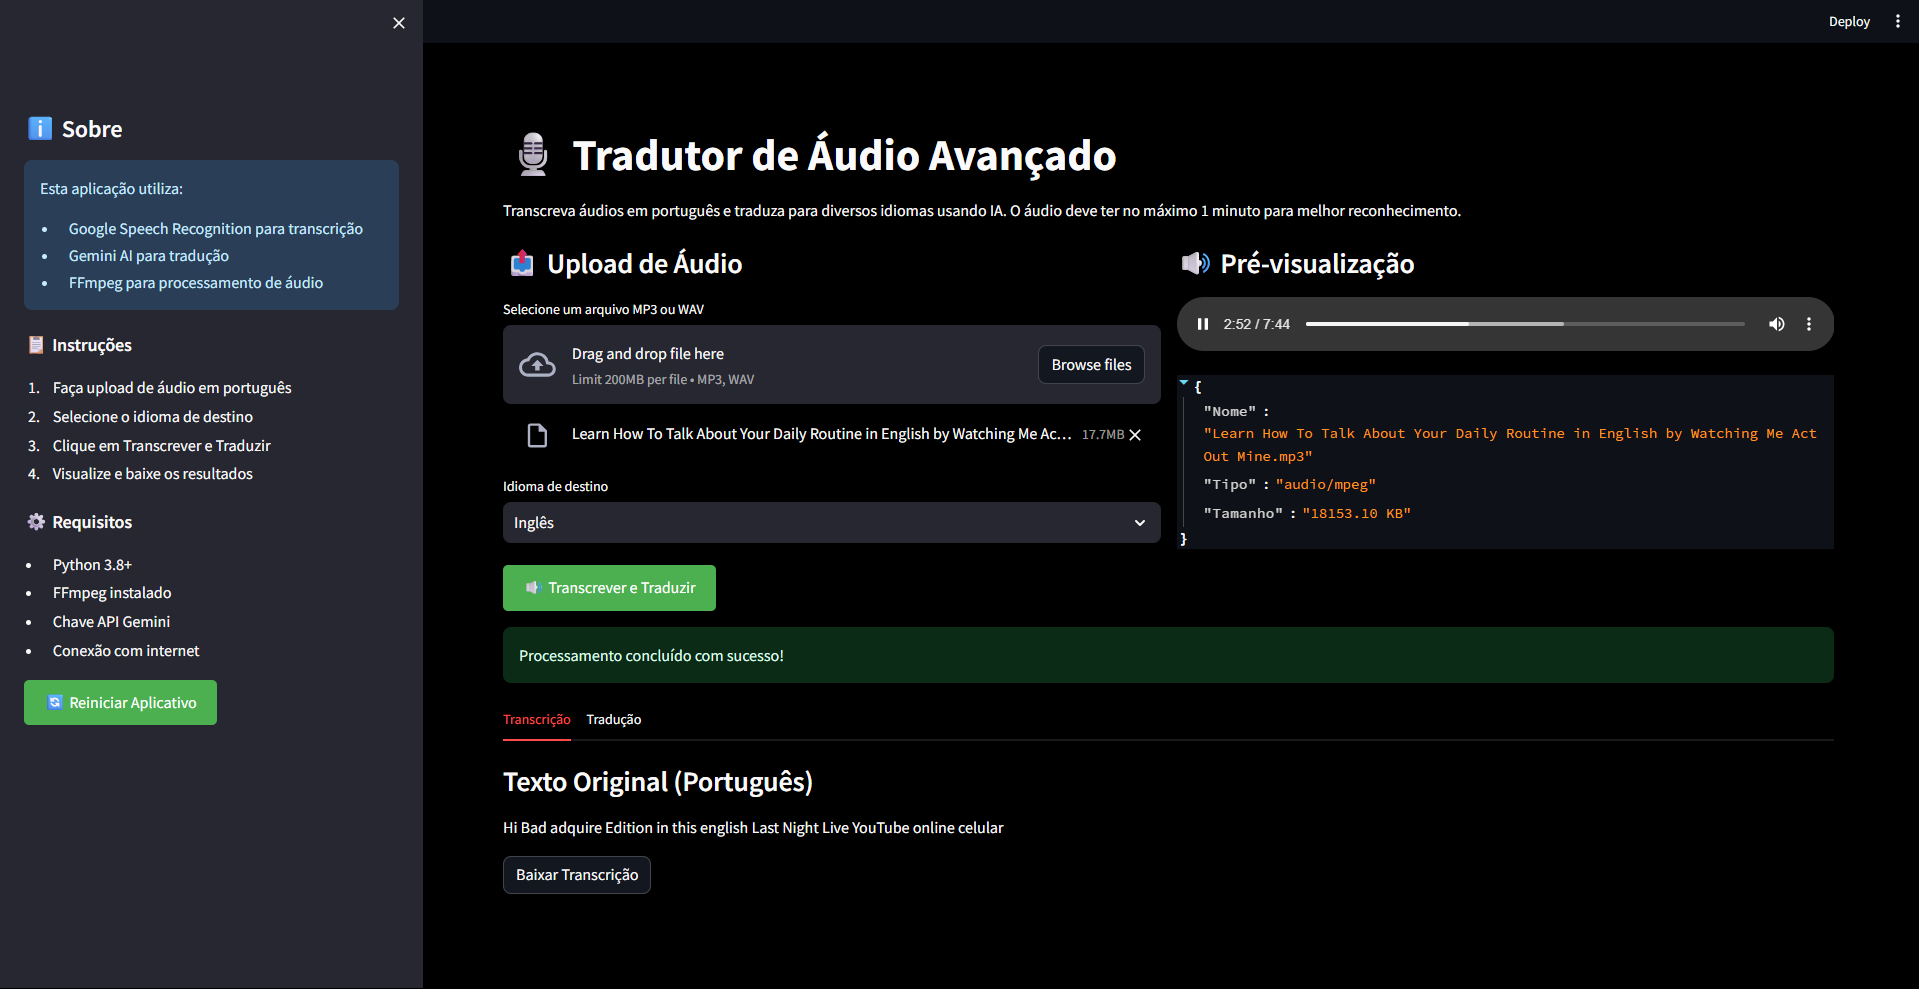 Deploy
Sobre
Esta aplicação utiliza:
• Google Speech Recognition para transcrição
• Gemini AI para tradução
• FFmpeg para processamento de áudio
Instruções
1. Faça upload de áudio em português
2. Selecione o idioma de destino
3. Clique em Transcrever e Traduzir
4. Visualize e baixe os resultados
Requisitos
• Python 3.8+
• FFmpeg instalado
• Chave API Gemini
• Conexão com internet
Reiniciar Aplicativo
Tradutor de Áudio Avançado
Transcreva áudios em português e traduza para diversos idiomas usando IA. O áudio deve ter no máximo 1 minuto para melhor reconhecimento.
Upload de Áudio
Selecione um arquivo MP3 ou WAV
Drag and drop file here
Limit 200MB per file • MP3, WAV
Browse files
Learn How To Talk About Your Daily Routine in English by Watching Me Ac... 17.7MB
Idioma de destino
Inglês
Transcrever e Traduzir
Pré-visualização
2:52 / 7:44
{
"Nome" :
"Learn How To Talk About Your Daily Routine in English by Watching Me Act
Out Mine.mp3"
"Tipo" : "audio/mpeg"
"Tamanho" : "18153.10 KB"
}
Processamento concluído com sucesso!
Transcrição Tradução
Texto Original (Português)
Hi Bad adquire Edition in this english Last Night Live YouTube online celular
Baixar Transcrição